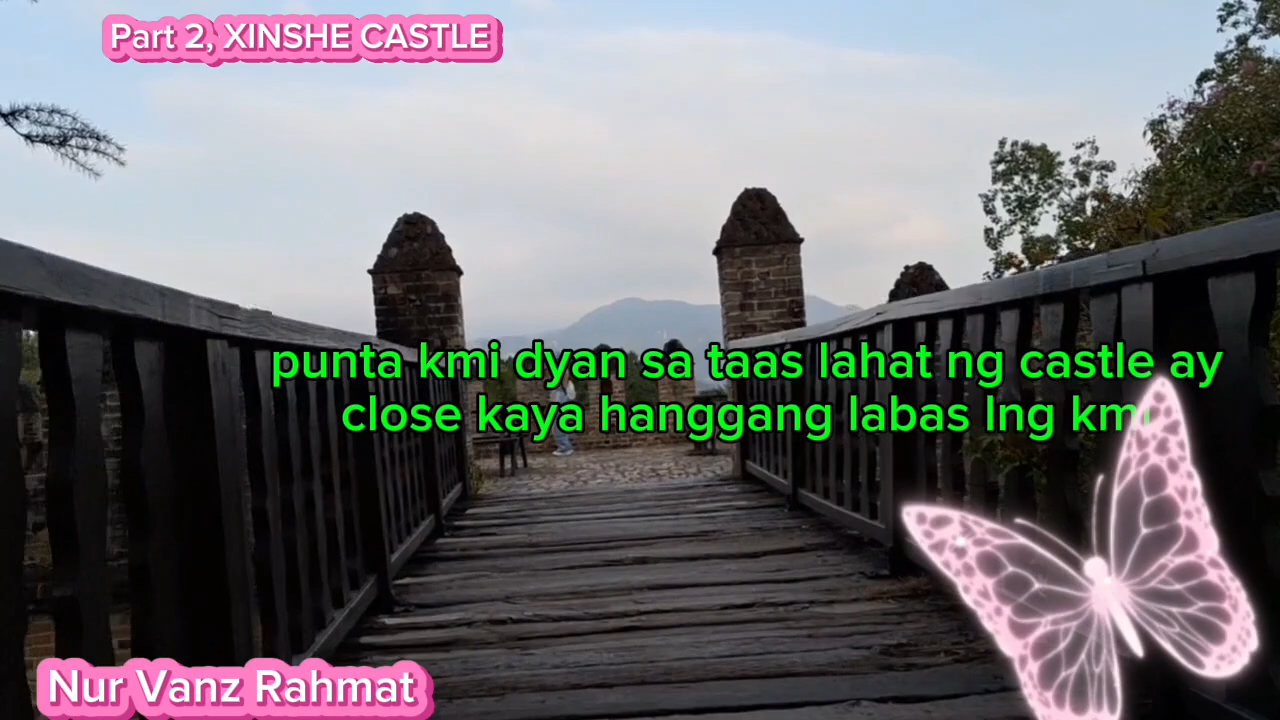 Part 2, XINSHE CASTLE
punta kmi dyan sa taas lahat ng castle ay
close kaya hanggang labas lng kmi
Nur Vanz Rahmat